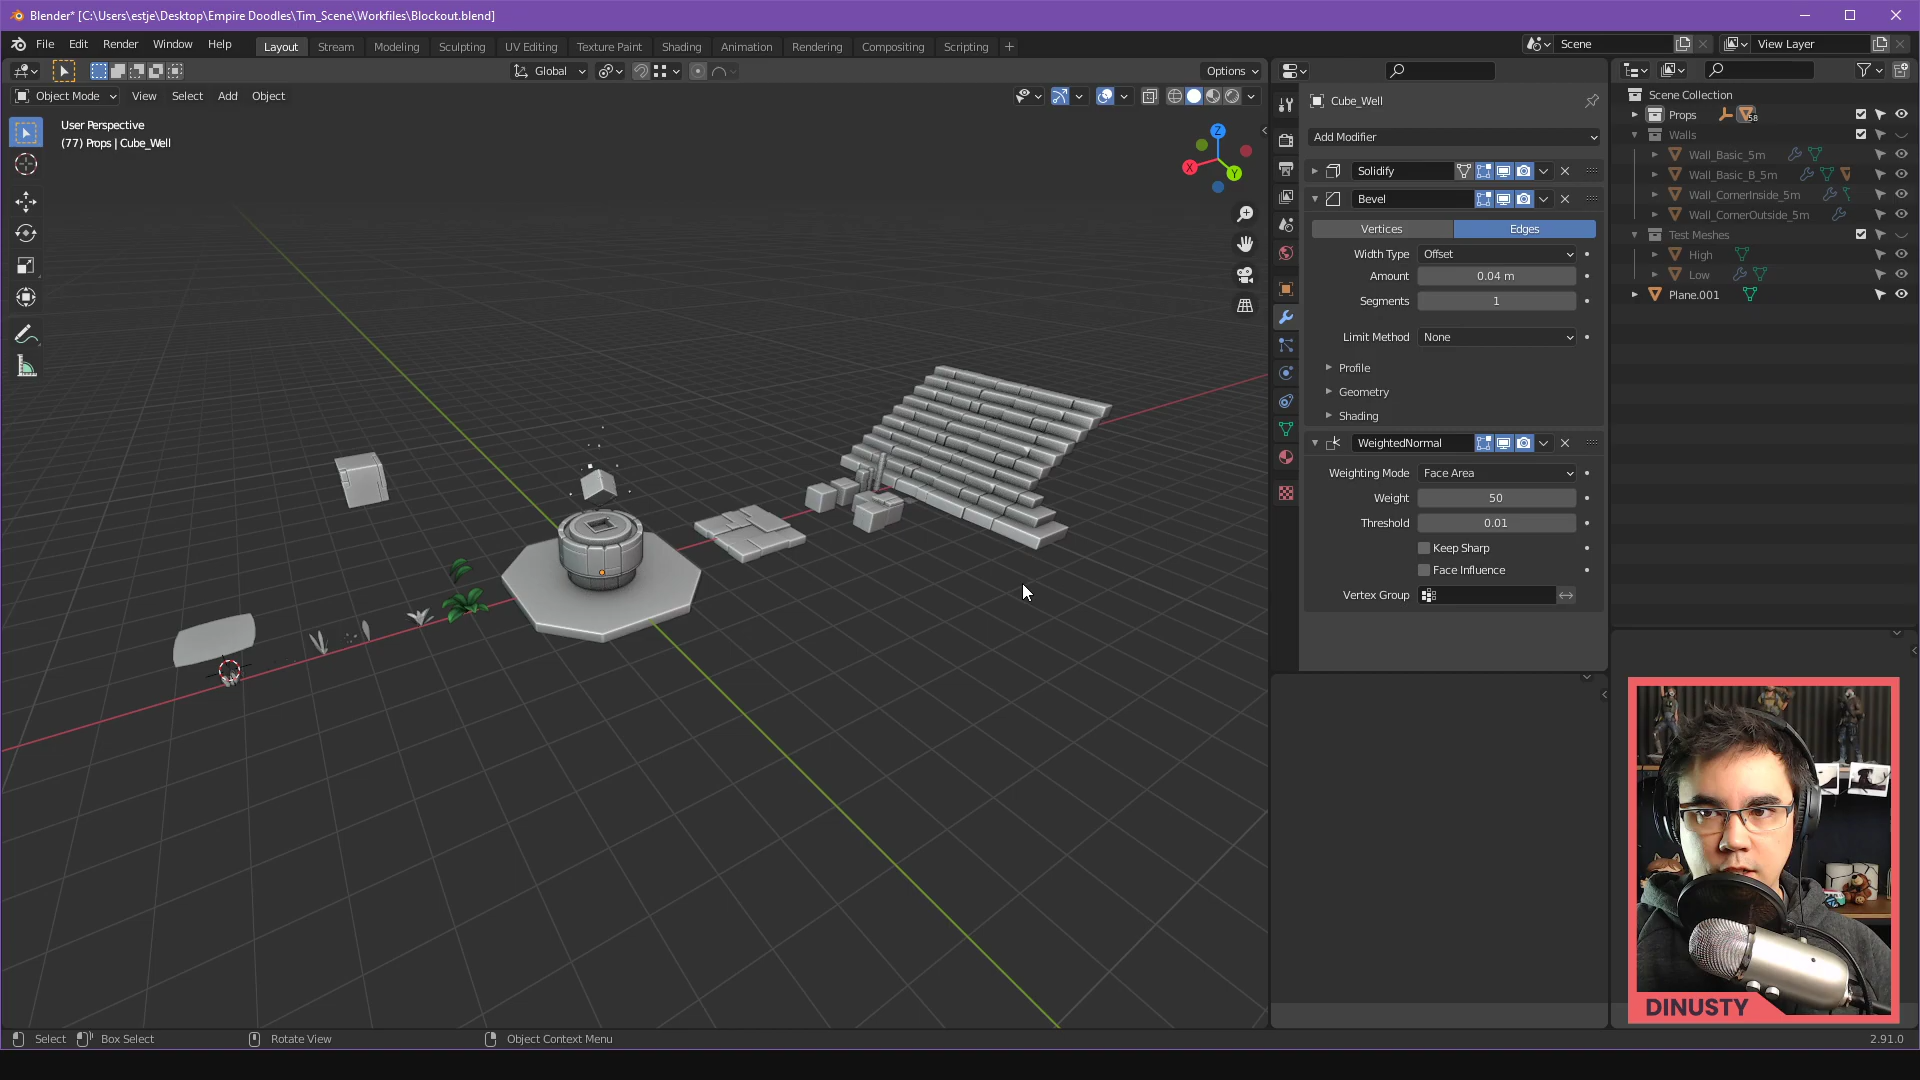 Blender* [C:\Users\estje\Desktop\Empire Doodles\Tim_Scene\Workfiles\Blockout.blend]
File Edit Render Window Help Layout Stream Modeling Sculpting UV Editing Texture Paint Shading Animation Rendering Compositing Scripting + Scene View Layer
Global Options
Object Mode View Select Add Object
User Perspective
(77) Props | Cube_Well
Z
X
Y
Cube_Well
Add Modifier
Solidify
Bevel
Vertices Edges
Width Type Offset
Amount 0.04 m
Segments 1
Limit Method None
Profile
Geometry
Shading
WeightedNormal
Weighting Mode Face Area
Weight 50
Threshold 0.01
Keep Sharp
Face Influence
Vertex Group
Scene Collection
Props 58
Walls
Wall_Basic_5m
Wall_Basic_B_5m
Wall_CornerInside_5m
Wall_CornerOutside_5m
Test Meshes
High
Low
Plane.001
DINUSTY
Select Box Select Rotate View Object Context Menu 2.91.0